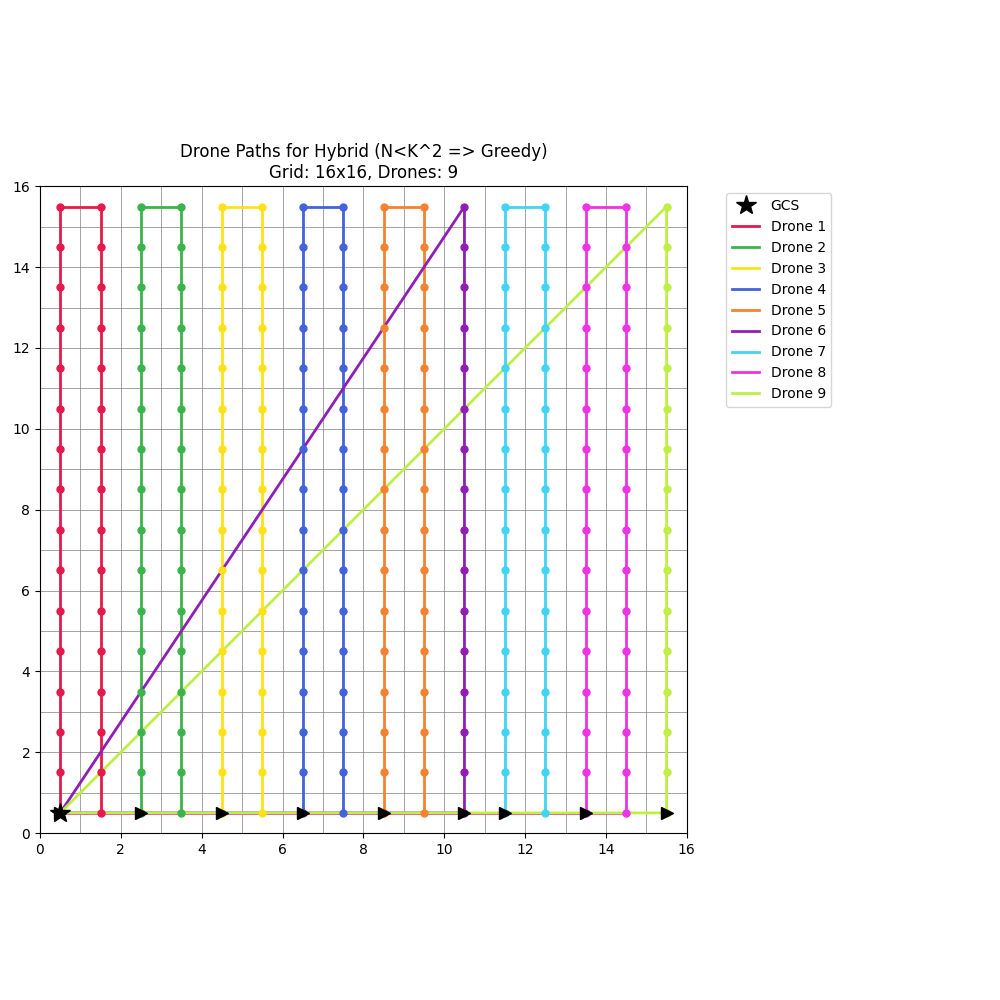 Drone Paths for Hybrid (N<K^2 => Greedy)
Grid: 16x16, Drones: 9
16
14
12
10
8
6
4
2
0
0 2 4 6 8 10 12 14 16
GCS
Drone 1
Drone 2
Drone 3
Drone 4
Drone 5
Drone 6
Drone 7
Drone 8
Drone 9